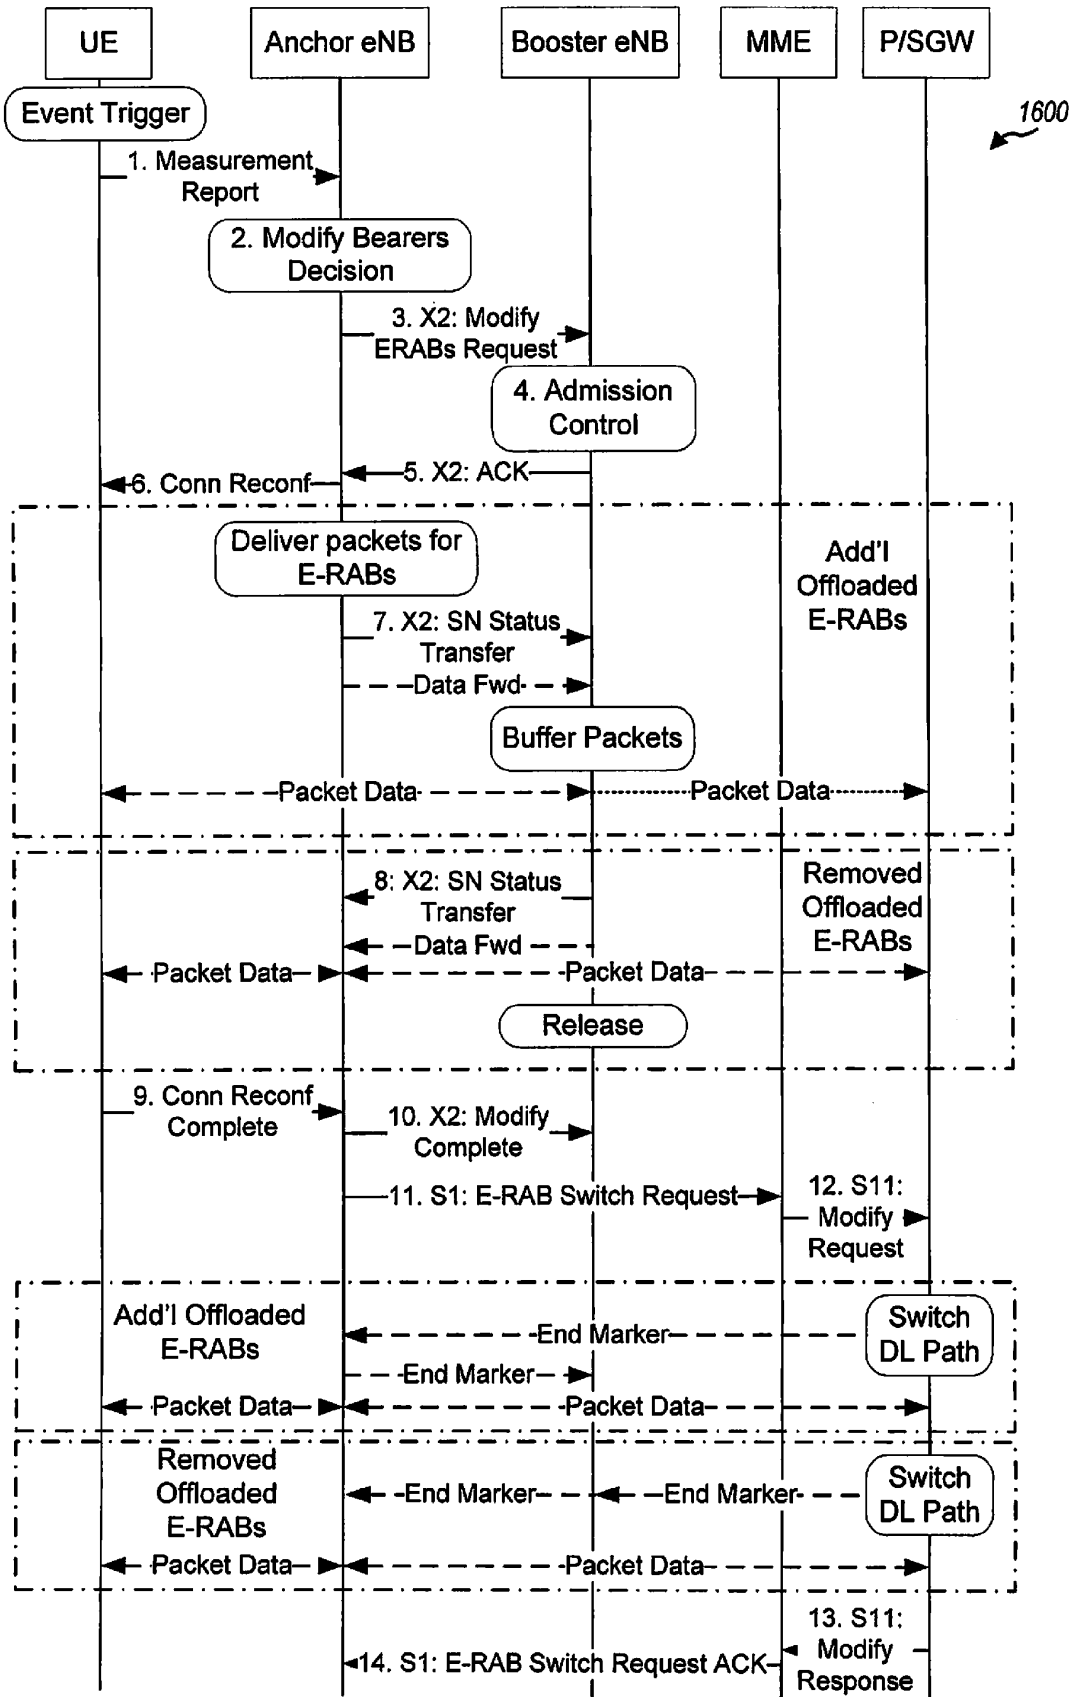 UE
Anchor eNB
Booster eNB
MME
P/SGW
Event Trigger
1600
1. Measurement
Report
2. Modify Bearers
Decision
3. X2: Modify
ERABs Request
4. Admission
Control
5. X2: ACK
6. Conn Reconf
Deliver packets for
E-RABs
Add'l
Offloaded
E-RABs
7. X2: SN Status
Transfer
Data Fwd
Buffer Packets
Packet Data
Packet Data
Removed
Offloaded
E-RABs
8: X2: SN Status
Transfer
Data Fwd
Packet Data
Packet Data
Release
9. Conn Reconf
Complete
10. X2: Modify
Complete
11. S1: E-RAB Switch Request
12. S11:
Modify
Request
Add'l Offloaded
E-RABs
Switch
DL Path
End Marker
End Marker
Packet Data
Packet Data
Removed
Offloaded
E-RABs
Switch
DL Path
End Marker
End Marker
Packet Data
Packet Data
13. S11:
Modify
Response
14. S1: E-RAB Switch Request ACK